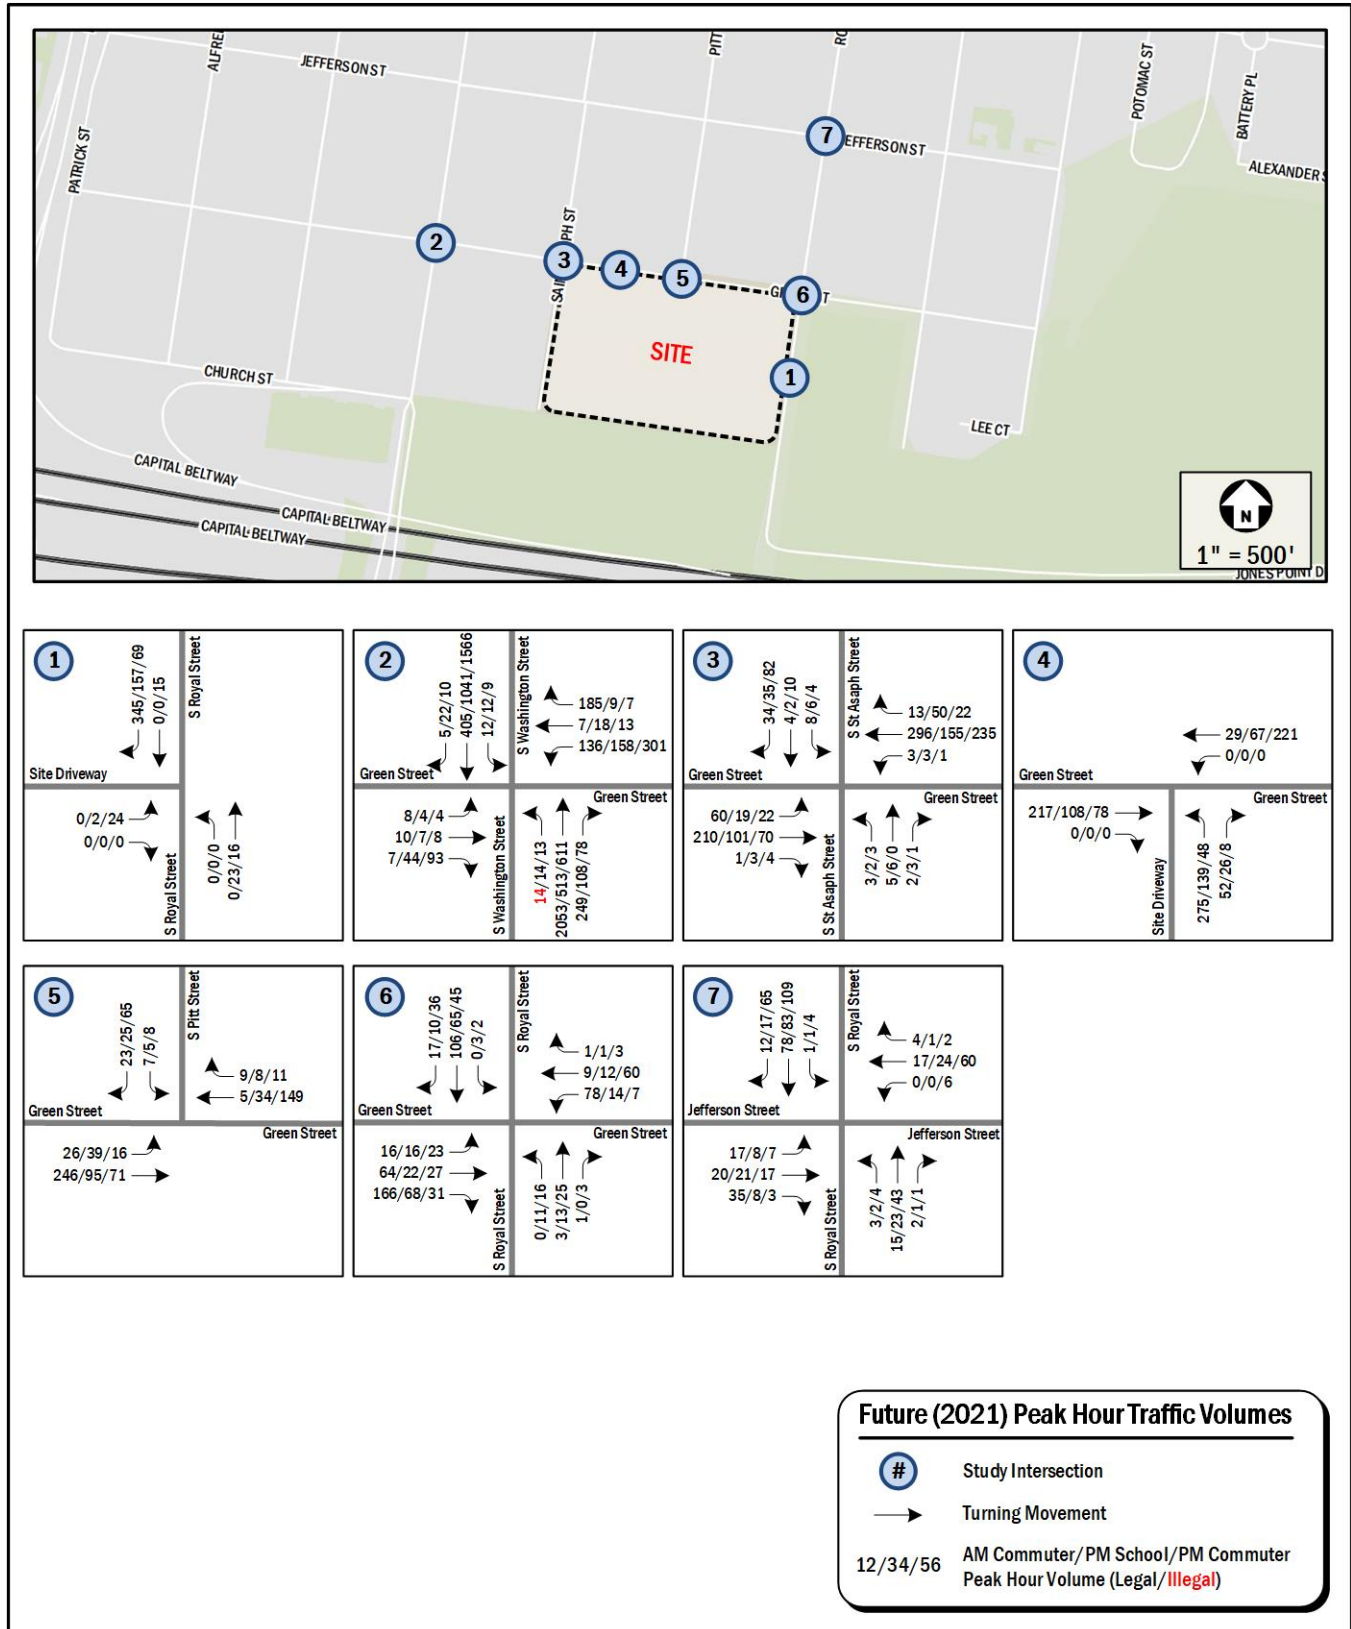 ALFRE
PITT
RO
JEFFERSON ST
POTOMAC ST
BATTERY PL
PATRICK ST
7
EFFERSON ST
ALEXANDER S
PH ST
2
3
4
5
SAI
G
T
6
SITE
1
CHURCH ST
LEE CT
CAPITAL BELTWAY
CAPITAL BELTWAY
CAPITAL BELTWAY
N
1" = 500'
JONES POINT D
1
345/157/69
0/0/15
S Royal Street
Site Driveway
0/2/24
0/0/0
S Royal Street
0/0/0
0/23/16
2
5/22/10
405/1041/1566
12/12/9
S Washington Street
185/9/7
7/18/13
136/158/301
Green Street
Green Street
8/4/4
10/7/8
7/44/93
S Washington Street
14/14/13
2053/513/611
249/108/78
3
34/35/82
4/2/10
8/6/4
S St Asaph Street
13/50/22
296/155/235
3/3/1
Green Street
Green Street
60/19/22
210/101/70
1/3/4
S St Asaph Street
3/2/3
5/6/0
2/3/1
4
29/67/221
0/0/0
Green Street
Green Street
217/108/78
0/0/0
Site Driveway
275/139/48
52/26/8
5
23/25/65
7/5/8
S Pitt Street
9/8/11
5/34/149
Green Street
Green Street
26/39/16
246/95/71
6
17/10/36
106/65/45
0/3/2
S Royal Street
1/1/3
9/12/60
78/14/7
Green Street
Green Street
16/16/23
64/22/27
166/68/31
S Royal Street
0/11/16
3/13/25
1/0/3
7
12/17/65
78/83/109
1/1/4
S Royal Street
4/1/2
17/24/60
0/0/6
Jefferson Street
Jefferson Street
17/8/7
20/21/17
35/8/3
S Royal Street
3/2/4
15/23/43
2/1/1
Future (2021) Peak Hour Traffic Volumes
# Study Intersection
Turning Movement
12/34/56 AM Commuter/PM School/PM Commuter
Peak Hour Volume (Legal/Illegal)